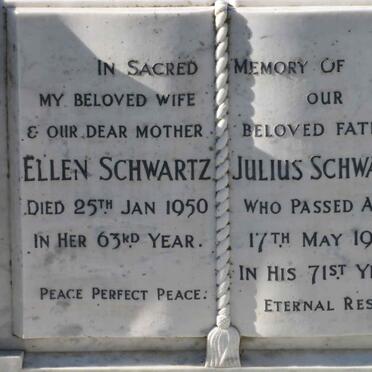 IN SACRED MEMORY OF
MY BELOVED WIFE
& OUR DEAR MOTHER
ELLEN SCHWARTZ
DIED 25TH JAN 1950
IN HER 63RD YEAR.
PEACE PERFECT PEACE.
OUR
BELOVED
JULIUS
WHO PASSED
17TH MAY
IN HIS 71ST
ETERNAL